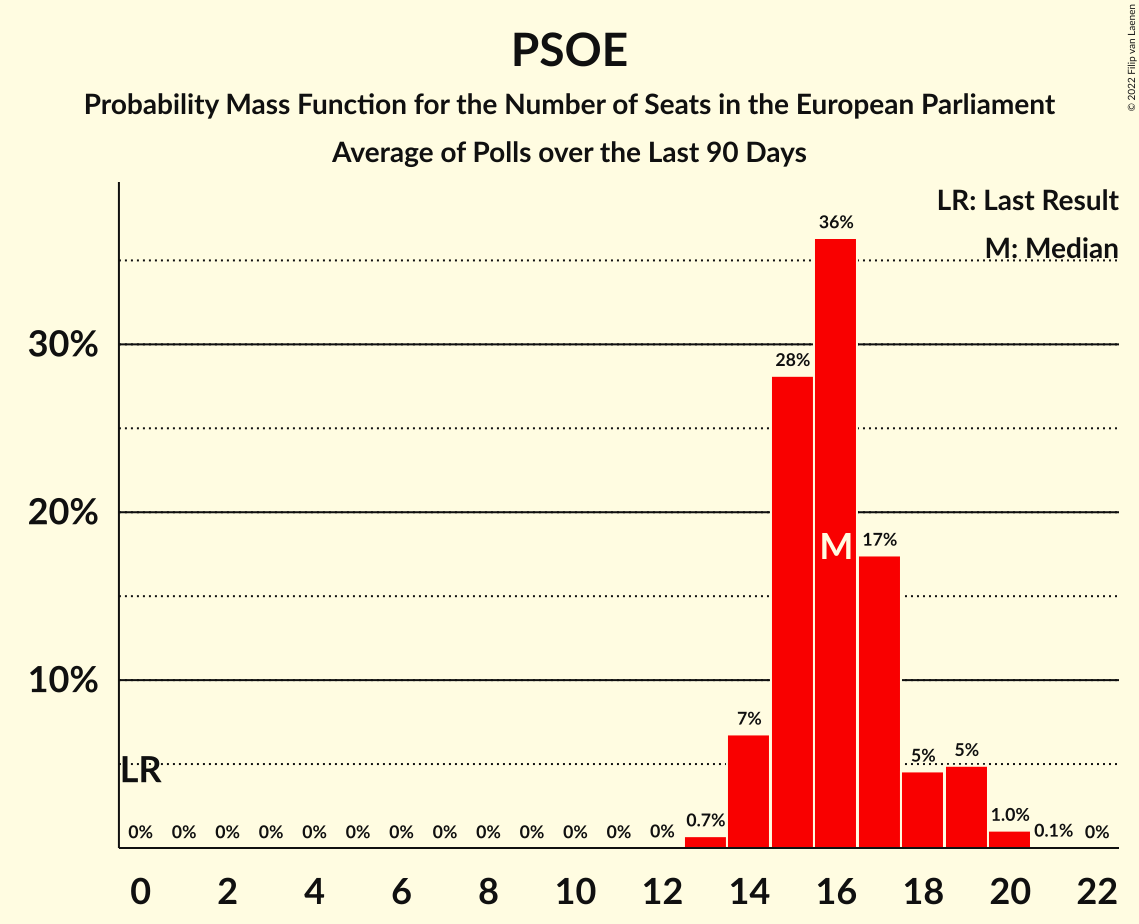 PSOE
Probability Mass Function for the Number of Seats in the European Parliament
Average of Polls over the Last 90 Days
© 2022 Filip van Laenen
LR: Last Result
M: Median
36%
30%
28%
20%
M
17%
10%
7%
LR
5%
5%
0%
0%
0%
0%
0%
0%
0%
0%
0%
0%
0%
0%
0%
0.7%
1.0%
0.1%
0%
0 2 4 6 8 10 12 14 16 18 20 22